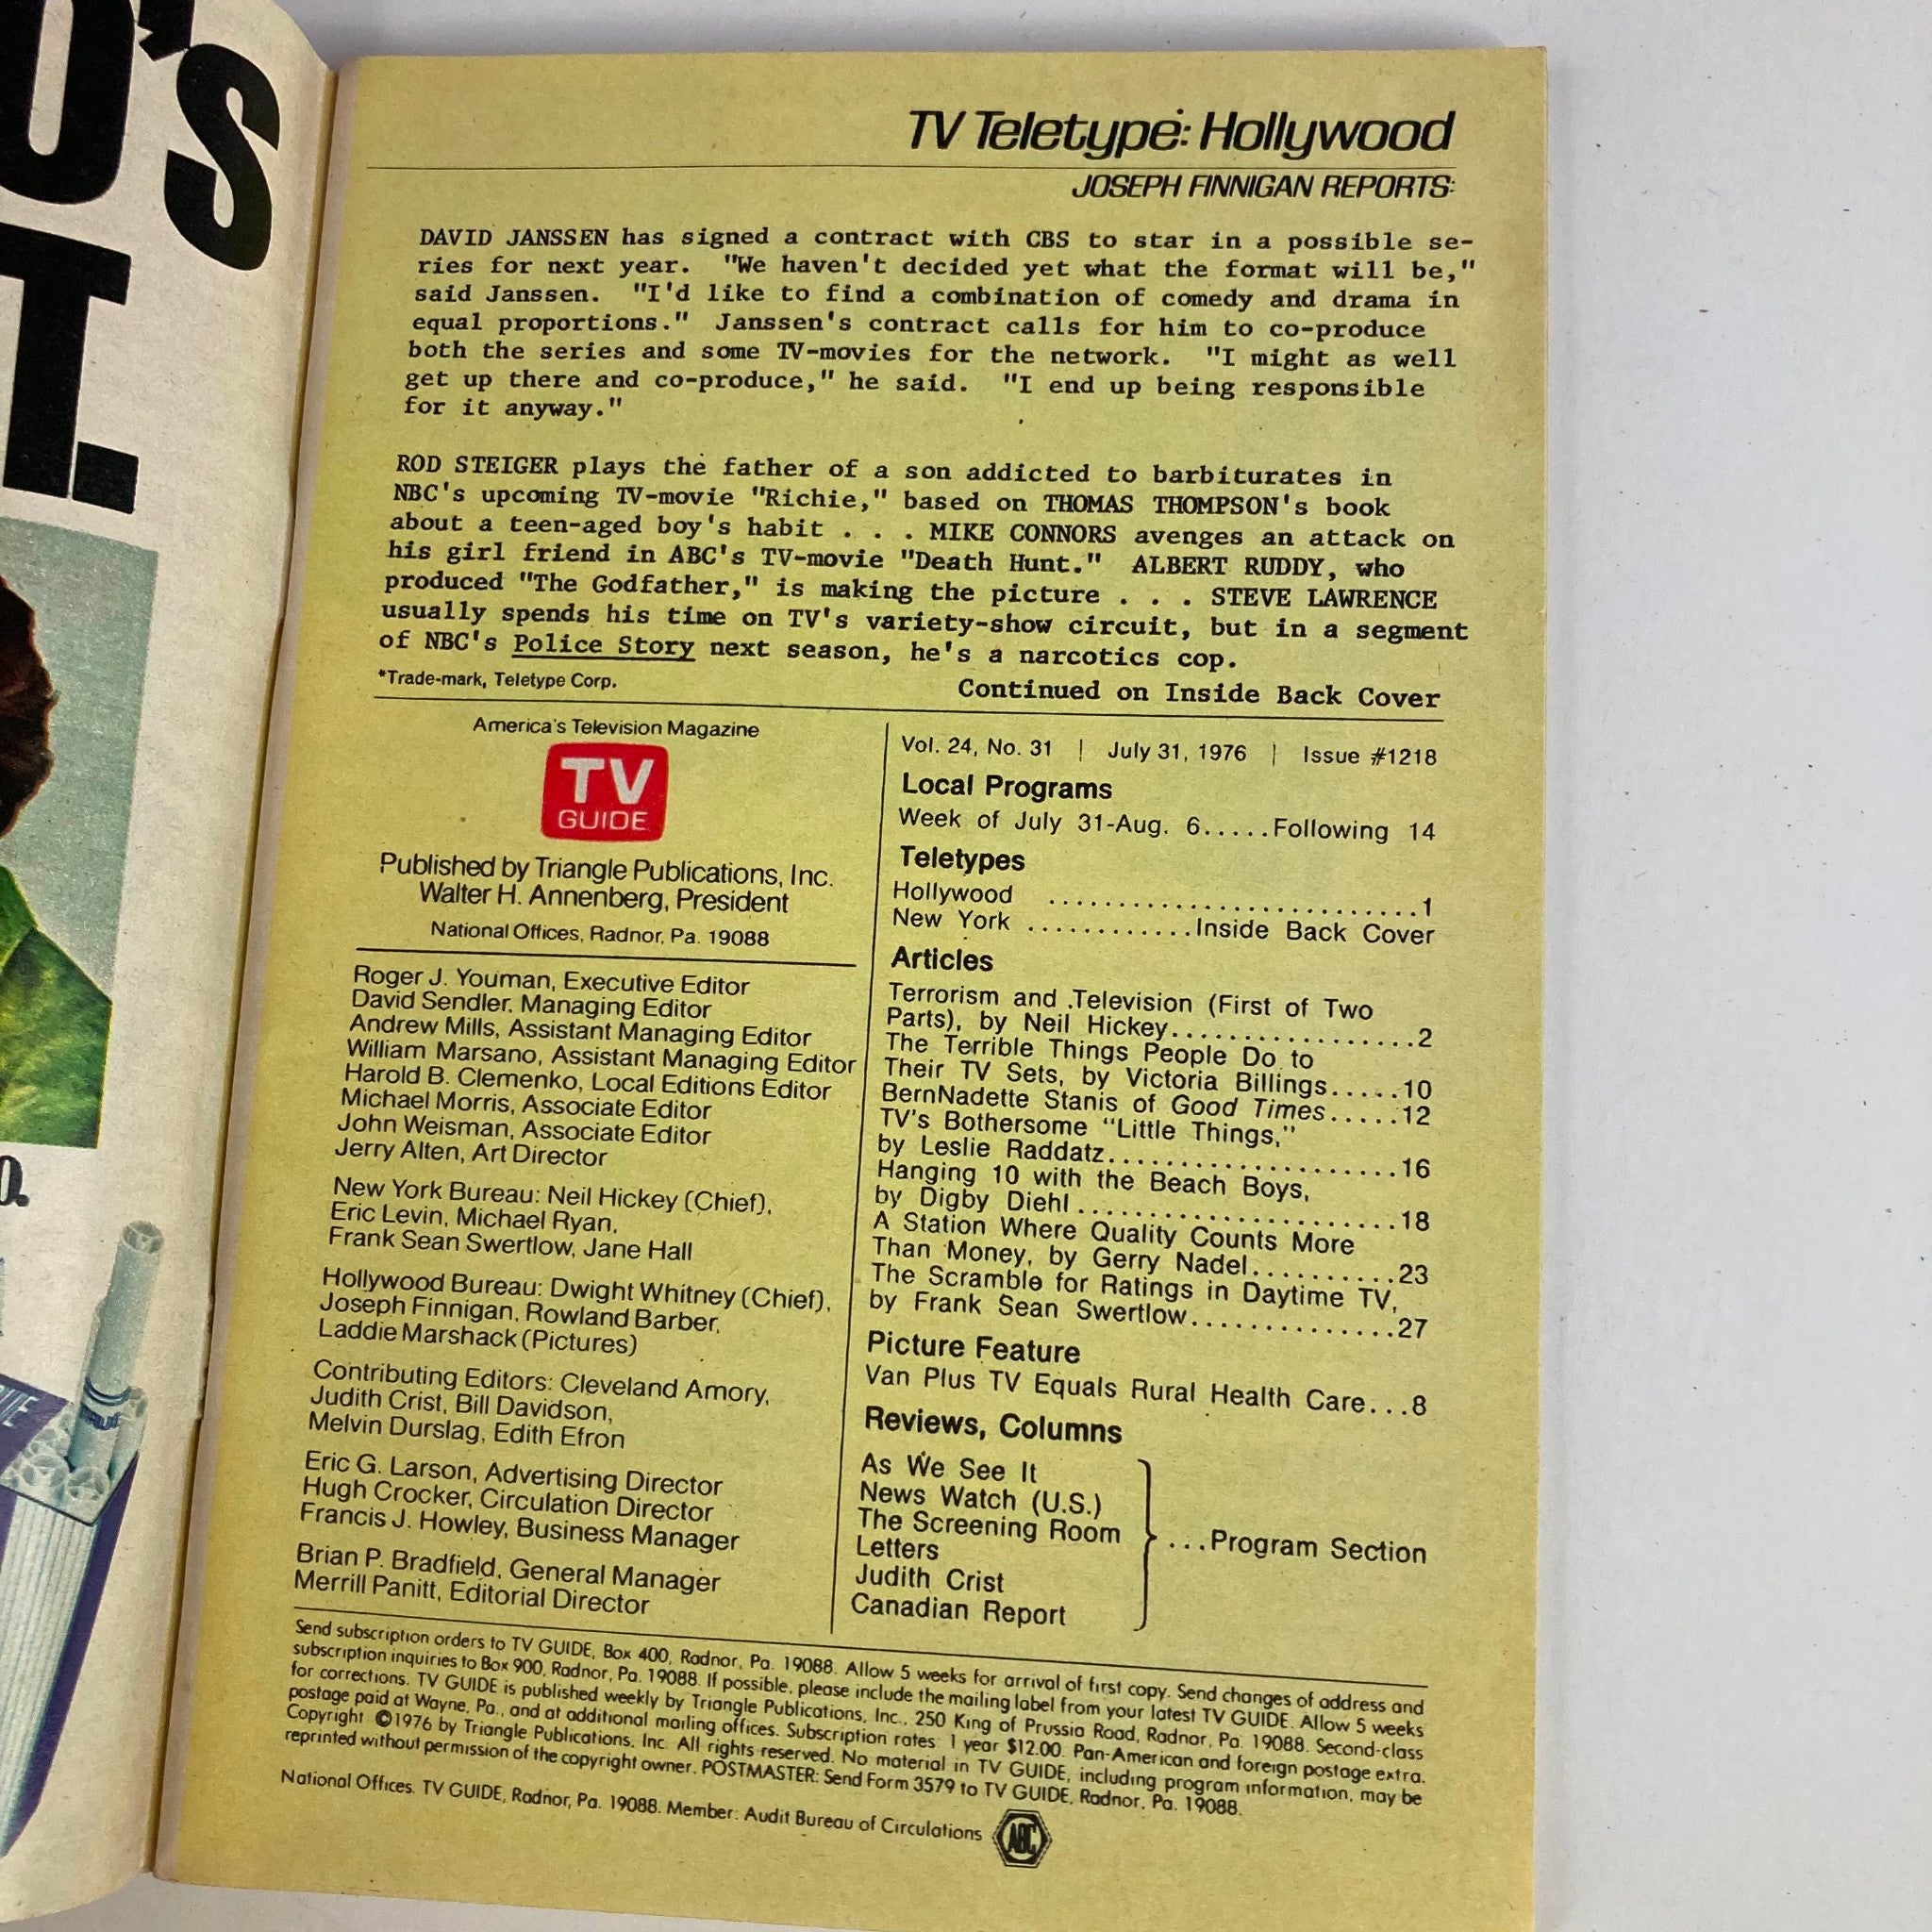 O'S
T.
O.
TV Teletype: Hollywood
JOSEPH FINNIGAN REPORTS:
DAVID JANSSEN has signed a contract with CBS to star in a possible se-
ries for next year. "We haven't decided yet what the format will be,"
said Janssen. "I'd like to find a combination of comedy and drama in
equal proportions." Janssen's contract calls for him to co-produce
both the series and some TV-movies for the network. "I might as well
get up there and co-produce," he said. "I end up being responsible
for it anyway."
ROD STEIGER plays the father of a son addicted to barbiturates in
NBC's upcoming TV-movie "Richie," based on THOMAS THOMPSON's book
about a teen-aged boy's habit . . . MIKE CONNORS avenges an attack on
his girl friend in ABC's TV-movie "Death Hunt." ALBERT RUDDY, who
produced "The Godfather," is making the picture . . . STEVE LAWRENCE
usually spends his time on TV's variety-show circuit, but in a segment
of NBC's Police Story next season, he's a narcotics cop.
*Trade-mark, Teletype Corp.
Continued on Inside Back Cover
America's Television Magazine
TV
GUIDE
Published by Triangle Publications, Inc.
Walter H. Annenberg, President
National Offices, Radnor, Pa. 19088
Roger J. Youman, Executive Editor
David Sendler, Managing Editor
Andrew Mills, Assistant Managing Editor
William Marsano, Assistant Managing Editor
Harold B. Clemenko, Local Editions Editor
Michael Morris, Associate Editor
John Weisman, Associate Editor
Jerry Alten, Art Director
New York Bureau: Neil Hickey (Chief),
Eric Levin, Michael Ryan,
Frank Sean Swertlow, Jane Hall
Hollywood Bureau: Dwight Whitney (Chief),
Joseph Finnigan, Rowland Barber,
Laddie Marshack (Pictures)
Contributing Editors: Cleveland Amory,
Judith Crist, Bill Davidson,
Melvin Durslag, Edith Efron
Eric G. Larson, Advertising Director
Hugh Crocker, Circulation Director
Francis J. Howley, Business Manager
Brian P. Bradfield, General Manager
Merrill Panitt, Editorial Director
Vol. 24, No. 31 | July 31, 1976 | Issue #1218
Local Programs
Week of July 31-Aug. 6.....Following 14
Teletypes
Hollywood ..........................1
New York ............Inside Back Cover
Articles
Terrorism and Television (First of Two
Parts), by Neil Hickey.................2
The Terrible Things People Do to
Their TV Sets, by Victoria Billings......10
BernNadette Stanis of Good Times.....12
TV's Bothersome "Little Things,"
by Leslie Raddatz....................16
Hanging 10 with the Beach Boys,
by Digby Diehl ......................18
A Station Where Quality Counts More
Than Money, by Gerry Nadel..........23
The Scramble for Ratings in Daytime TV,
by Frank Sean Swertlow..............27
Picture Feature
Van Plus TV Equals Rural Health Care...8
Reviews, Columns
As We See It
News Watch (U.S.)
The Screening Room
Letters
Judith Crist
Canadian Report
...Program Section
Send subscription orders to TV GUIDE, Box 400, Radnor, Pa. 19088. Allow 5 weeks for arrival of first copy. Send changes of address and
subscription inquiries to Box 900, Radnor, Pa. 19088. If possible, please include the mailing label from your latest TV GUIDE. Allow 5 weeks
for corrections. TV GUIDE is published weekly by Triangle Publications, Inc., 250 King of Prussia Road, Radnor, Pa. 19088. Second-class
postage paid at Wayne, Pa., and at additional mailing offices. Subscription rates: 1 year $12.00. Pan-American and foreign postage extra.
Copyright ©1976 by Triangle Publications, Inc. All rights reserved. No material in TV GUIDE, including program information, may be
reprinted without permission of the copyright owner. POSTMASTER: Send Form 3579 to TV GUIDE, Radnor, Pa. 19088.
National Offices, TV GUIDE, Radnor, Pa. 19088. Member: Audit Bureau of Circulations
ABC